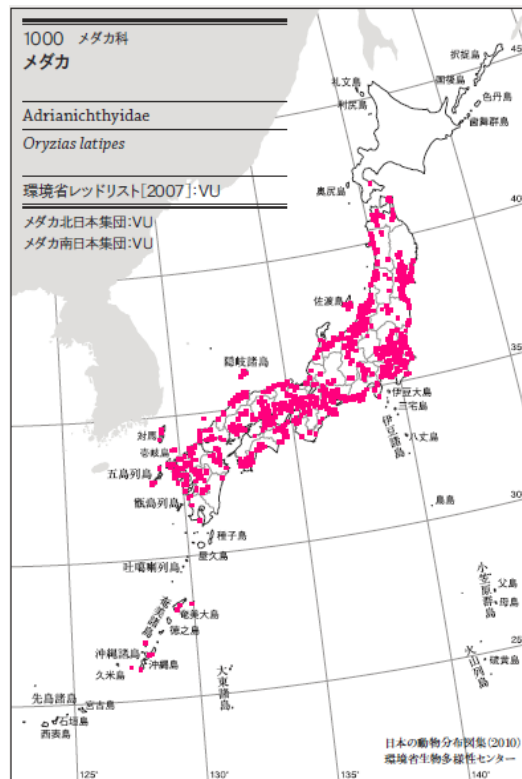 1000 メダカ科
メダカ
Adrianichthyidae
Oryzias latipes
環境省レッドリスト[2007]:VU
メダカ北日本集団:VU
メダカ南日本集団:VU
択捉島
国後島
色丹島
歯舞群島
礼文島
利尻島
45
奥尻島
40
佐渡島
隠岐諸島
35
伊豆大島
三宅島
伊豆諸島
八丈島
対馬
壱岐島
五島列島
甑島列島
鳥島
30
種子島
屋久島
吐噶喇列島
小笠原群島
父島
母島
奄美諸島
奄美大島
徳之島
25
沖縄諸島
沖縄島
久米島
大東諸島
火山列島
硫黄島
先島諸島
宮古島
石垣島
西表島
日本の動物分布図集(2010)
環境省生物多様性センター
125°
130°
135°
140°